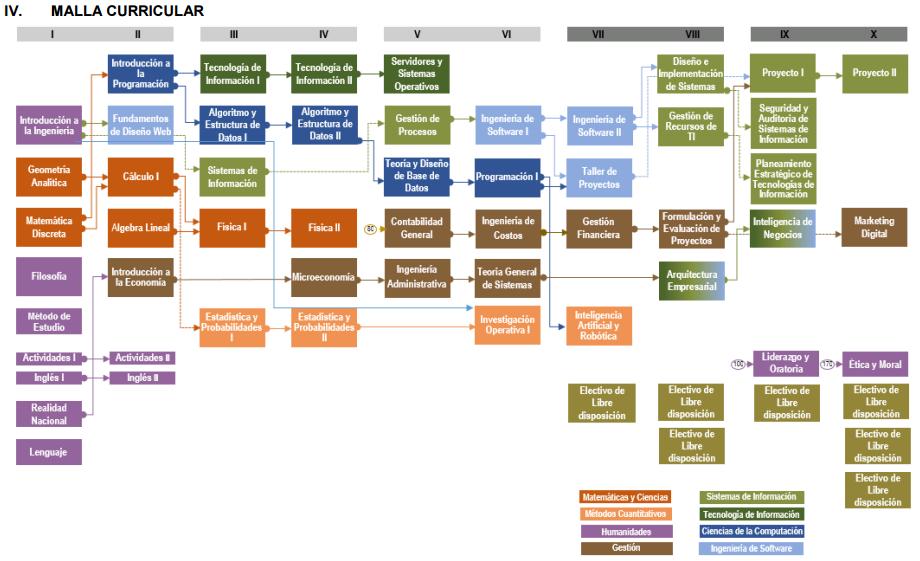 IV. MALLA CURRICULAR
I II III IV V VI VII VIII IX X
Introducción a
la
Programación
Tecnología de
Información I
Tecnología de
Información II
Servidores y
Sistemas
Operativos
Diseño e
Implementación
de Sistemas
Proyecto I
Proyecto II
Introducción a
la Ingeniería
Fundamentos
de Diseño Web
Algoritmo y
Estructura de
Datos I
Algoritmo y
Estructura de
Datos II
Gestión de
Procesos
Ingeniería de
Software I
Ingeniería de
Software II
Gestión de
Recursos de
TI
Seguridad y
Auditoria de
Sistemas de
Información
Geometría
Analítica
Cálculo I
Sistemas de
Información
Teoría y Diseño
de Base de
Datos
Programación I
Taller de
Proyectos
Planeamiento
Estratégico de
Tecnologías de
Información
Matemática
Discreta
Algebra Lineal
Física I
Física II
80
Contabilidad
General
Ingeniería de
Costos
Gestión
Financiera
Formulación y
Evaluación de
Proyectos
Inteligencia de
Negocios
Marketing
Digital
Filosofía
Introducción a
la Economía
Microeconomía
Ingeniería
Administrativa
Teoría General
de Sistemas
Arquitectura
Empresarial
Método de
Estudio
Estadística y
Probabilidades
I
Estadística y
Probabilidades
II
Investigación
Operativa I
Inteligencia
Artificial y
Robótica
Actividades I
Actividades II
100
Liderazgo y
Oratoria
170
Ética y Moral
Inglés I
Inglés II
Realidad
Nacional
Electivo de
Libre
disposición
Electivo de
Libre
disposición
Electivo de
Libre
disposición
Electivo de
Libre
disposición
Lenguaje
Electivo de
Libre
disposición
Electivo de
Libre
disposición
Electivo de
Libre
disposición
Matemáticas y Ciencias
Sistemas de Información
Métodos Cuantitativos
Tecnología de Información
Humanidades
Ciencias de la Computación
Gestión
Ingeniería de Software